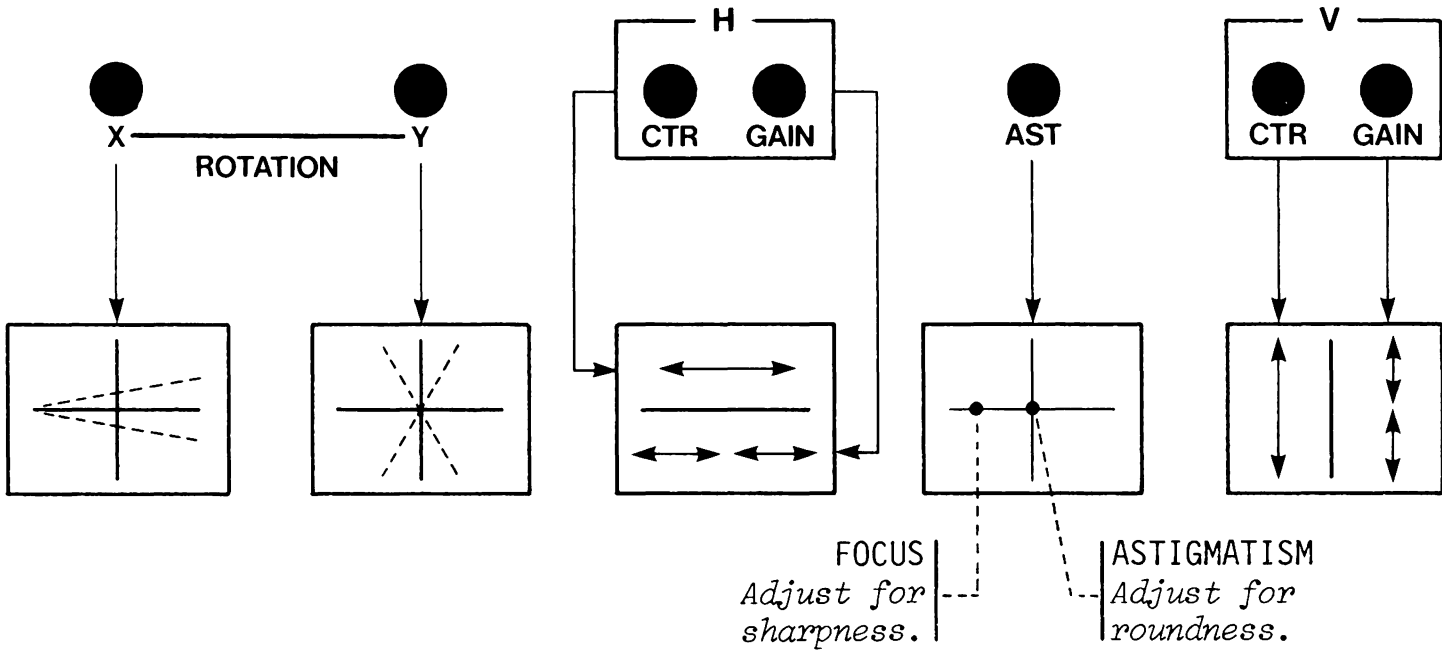 H
V
X
Y
ROTATION
CTR GAIN
AST
CTR GAIN
FOCUS
Adjust for
sharpness.
ASTIGMATISM
Adjust for
roundness.